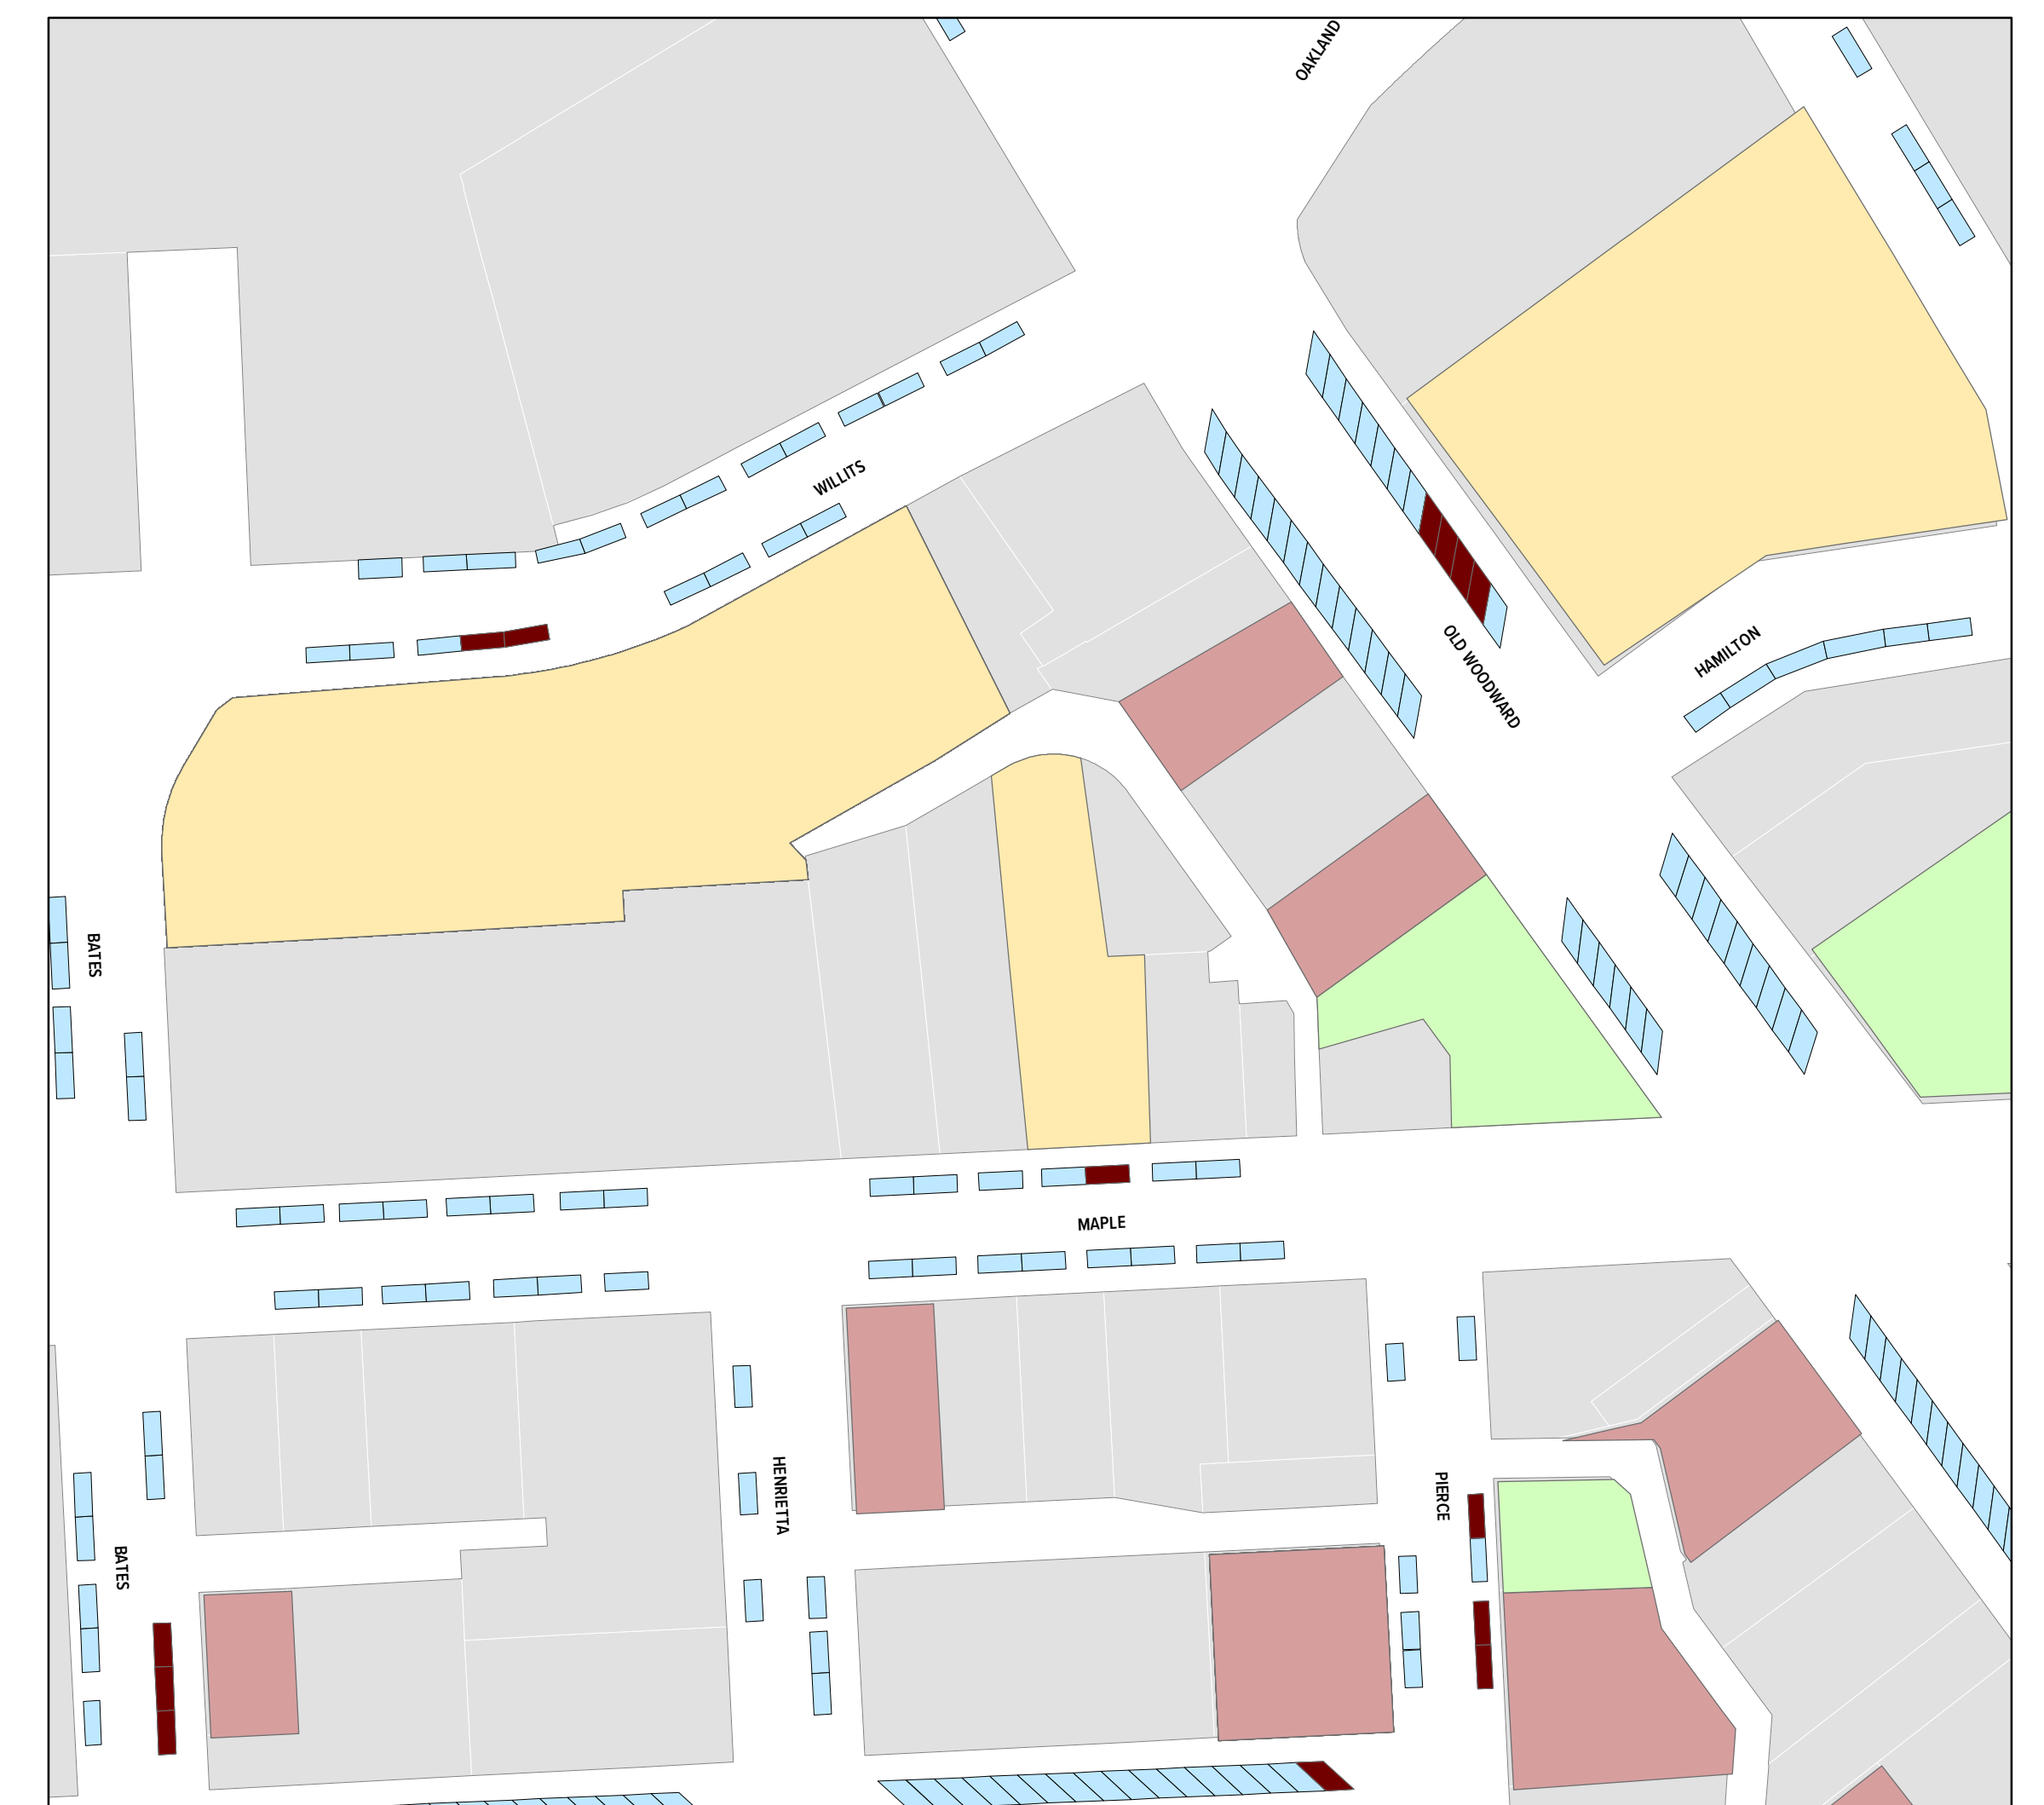 OAKLAND
WILLITS
OLD WOODWARD
HAMILTON
BATES
MAPLE
HENRIETTA
PIERCE
BATES